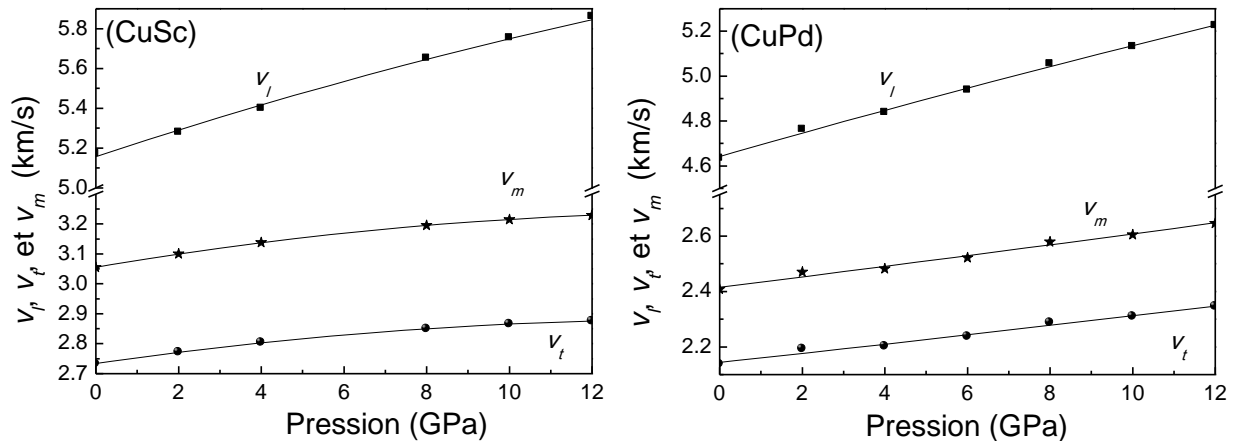 (CuSc)
5.8
5.6
5.4
5.2
5.0
3.2
3.1
3.0
2.9
2.8
2.7
v_l
v_m
v_t
v_l, v_t, et v_m (km/s)
0 2 4 6 8 10 12
Pression (GPa)
(CuPd)
5.2
5.0
4.8
4.6
2.6
2.4
2.2
v_l
v_m
v_t
v_l, v_t, et v_m (km/s)
0 2 4 6 8 10 12
Pression (GPa)